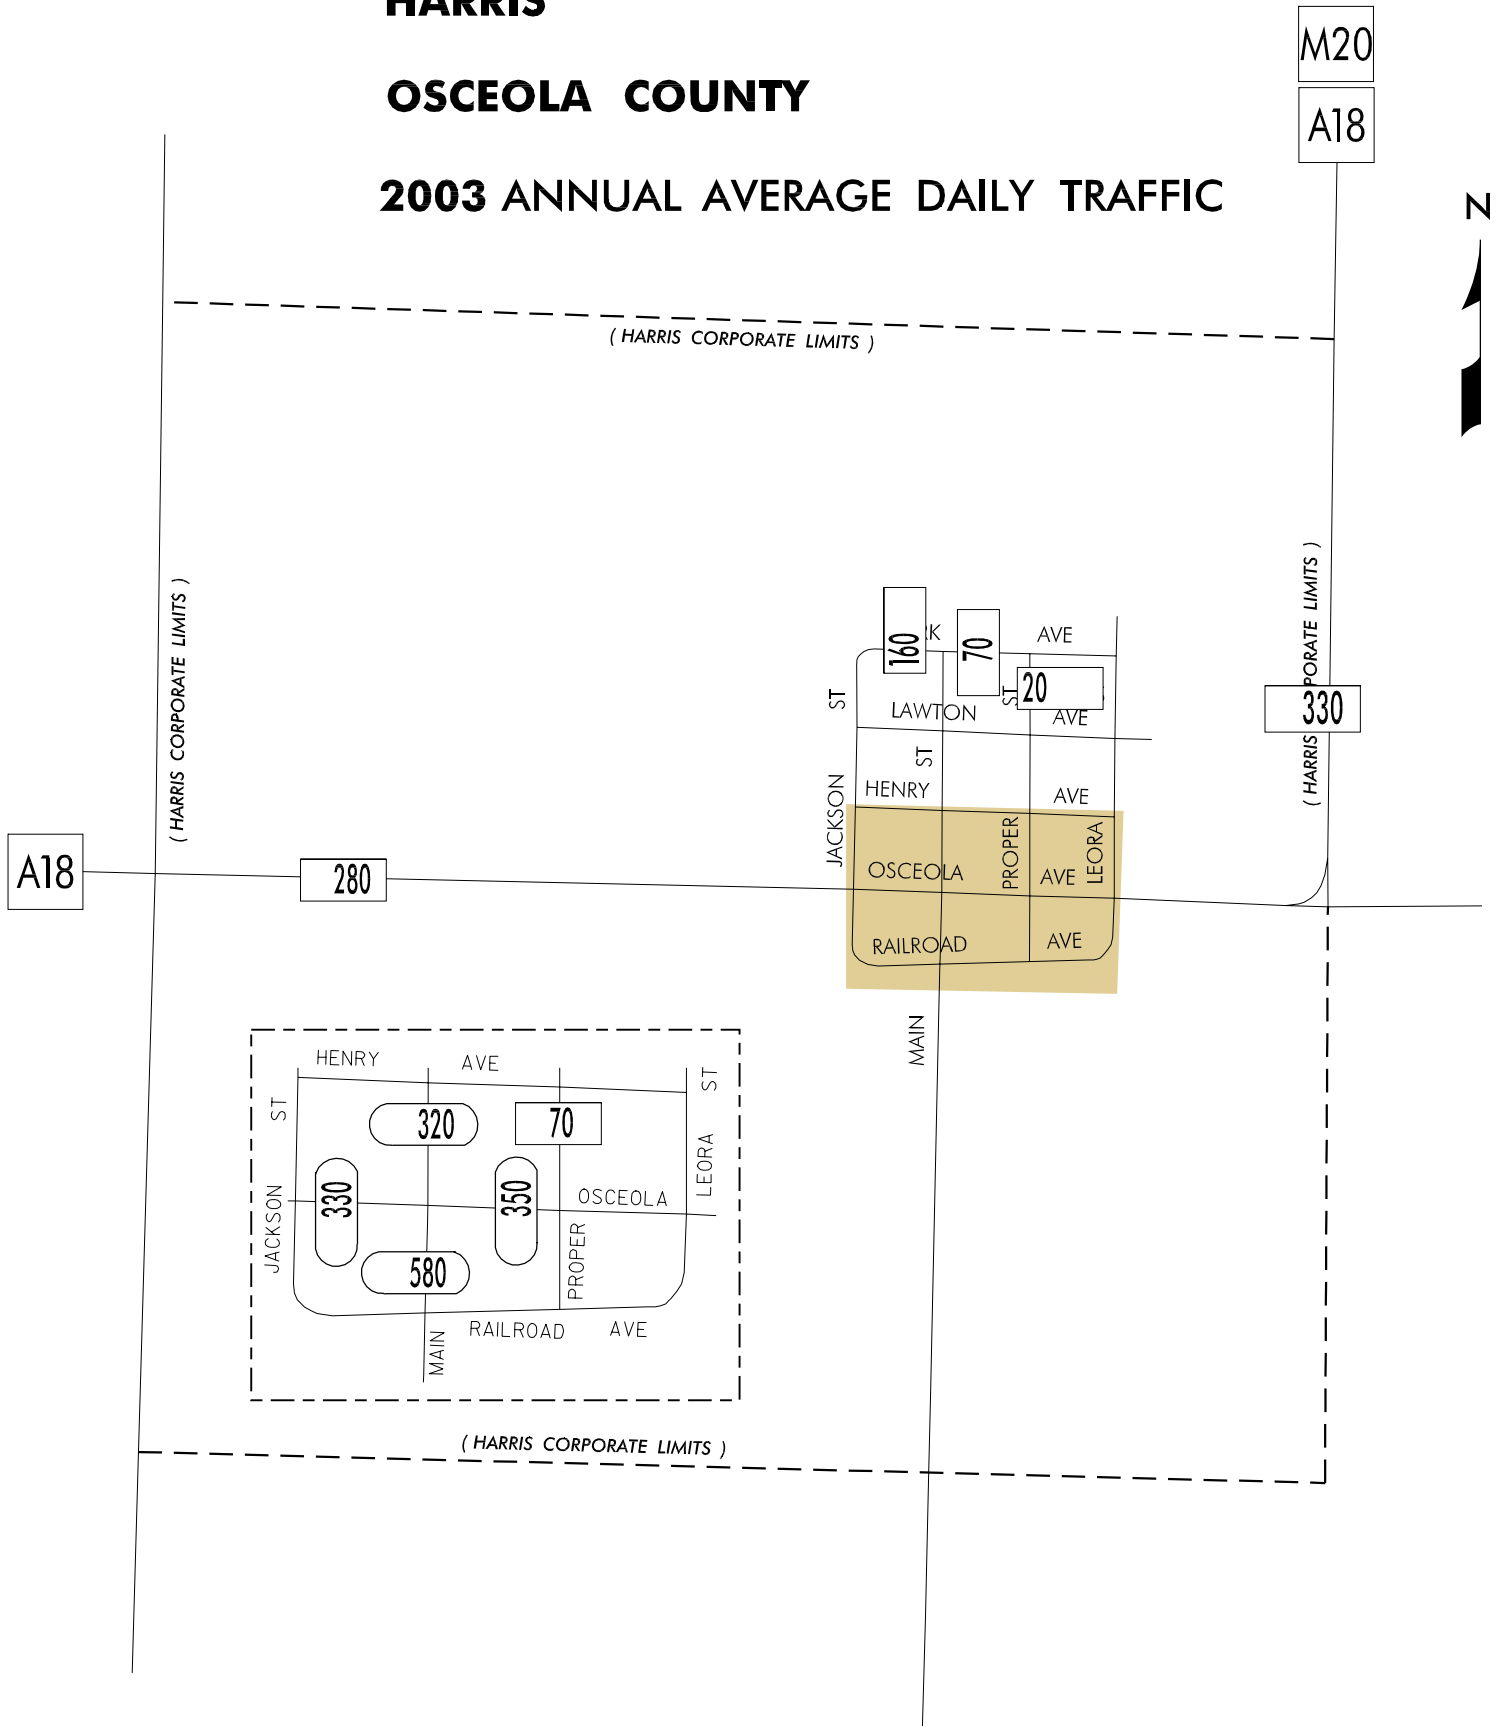 HARRIS
M20
OSCEOLA COUNTY
A18
2003 ANNUAL AVERAGE DAILY TRAFFIC
N
( HARRIS CORPORATE LIMITS )
( HARRIS CORPORATE LIMITS )
( HARRIS PORATE LIMITS )
160
70
AVE
ST
ST
20
330
LAWTON
AVE
ST
HENRY
AVE
JACKSON
PROPER
LEORA
A18
280
OSCEOLA
AVE
RAILROAD
AVE
MAIN
HENRY
AVE
ST
ST
320
70
JACKSON
330
350
OSCEOLA
LEORA
580
PROPER
RAILROAD
AVE
MAIN
( HARRIS CORPORATE LIMITS )